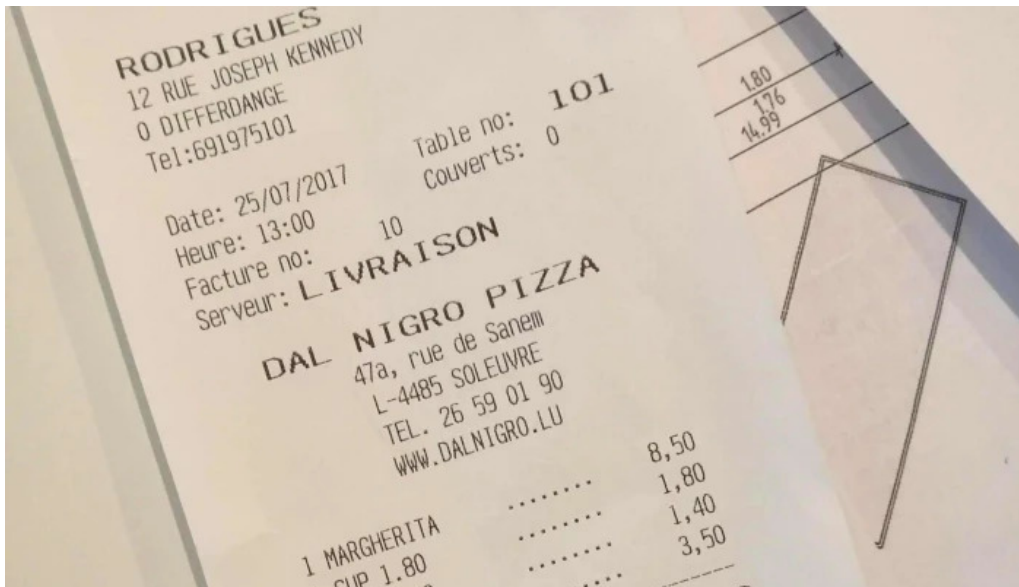 RODRIGUES
12 RUE JOSEPH KENNEDY
0 DIFFERDANGE
Tel:691975101
Table no: 101
Date: 25/07/2017 Couverts: 0
Heure: 13:00
Facture no: 10
Serveur: LIVRAISON
DAL NIGRO PIZZA
47a, rue de Sanem
L-4485 SOLEUVRE
TEL. 26 59 01 90
WWW.DALNIGRO.LU
1 MARGHERITA ........ 8,50
SUP 1.80 ........ 1,80
........ 1,40
........ 3,50
1.80
1.76
14.99